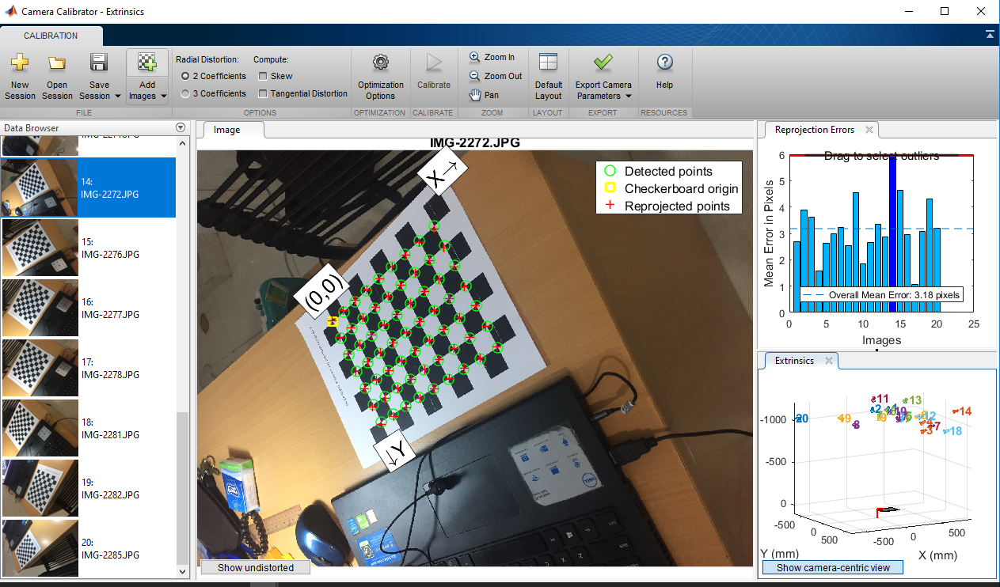 Camera Calibrator - Extrinsics
CALIBRATION
New Session
Open Session
Save Session
Add Images
FILE
Radial Distortion:
2 Coefficients
3 Coefficients
Compute:
Skew
Tangential Distortion
OPTIONS
Optimization Options
OPTIMIZATION
Calibrate
CALIBRATE
Zoom In
Zoom Out
Pan
ZOOM
Default Layout
LAYOUT
Export Camera Parameters
EXPORT
Help
RESOURCES
Data Browser
14:
IMG-2272.JPG
15:
IMG-2276.JPG
16:
IMG-2277.JPG
17:
IMG-2278.JPG
18:
IMG-2281.JPG
19:
IMG-2282.JPG
20:
IMG-2285.JPG
Image
IMG-2272.JPG
X→
(0,0)
↓Y
Detected points
Checkerboard origin
Reprojected points
DELL
Show undistorted
Reprojection Errors
Drag to select outliers
Mean Error in Pixels
6
5
4
3
2
1
0
Overall Mean Error: 3.18 pixels
0 5 10 15 20 25
Images
Extrinsics
-1000
-500
0
20
19
8
11
2
9
13
12
14
7
3
18
-500
0
500
-500
0
500
Y (mm)
X (mm)
Show camera-centric view